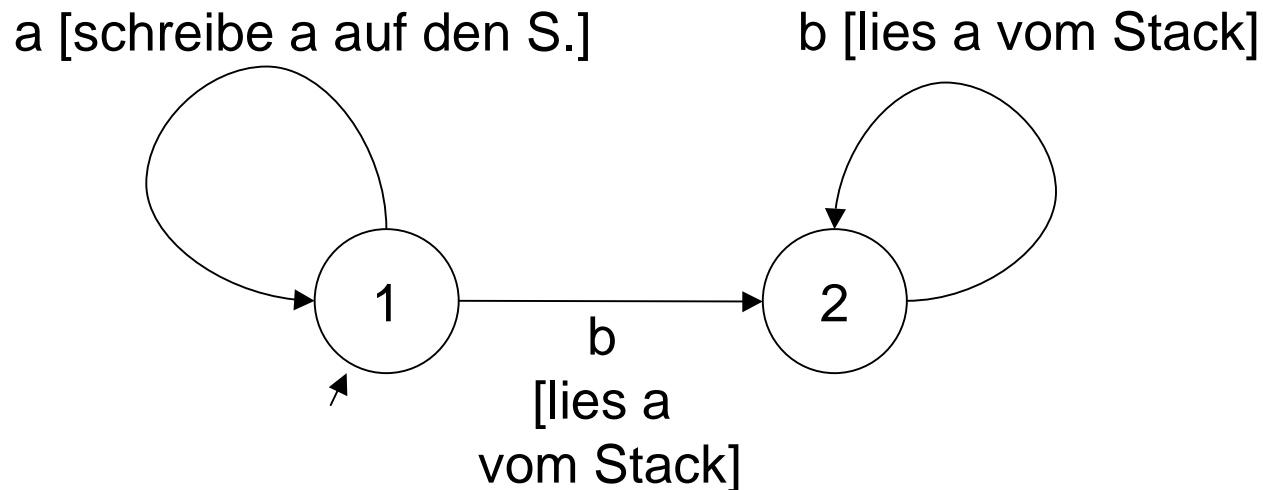 a [schreibe a auf den S.]
b [lies a vom Stack]
1
2
b
[lies a
vom Stack]